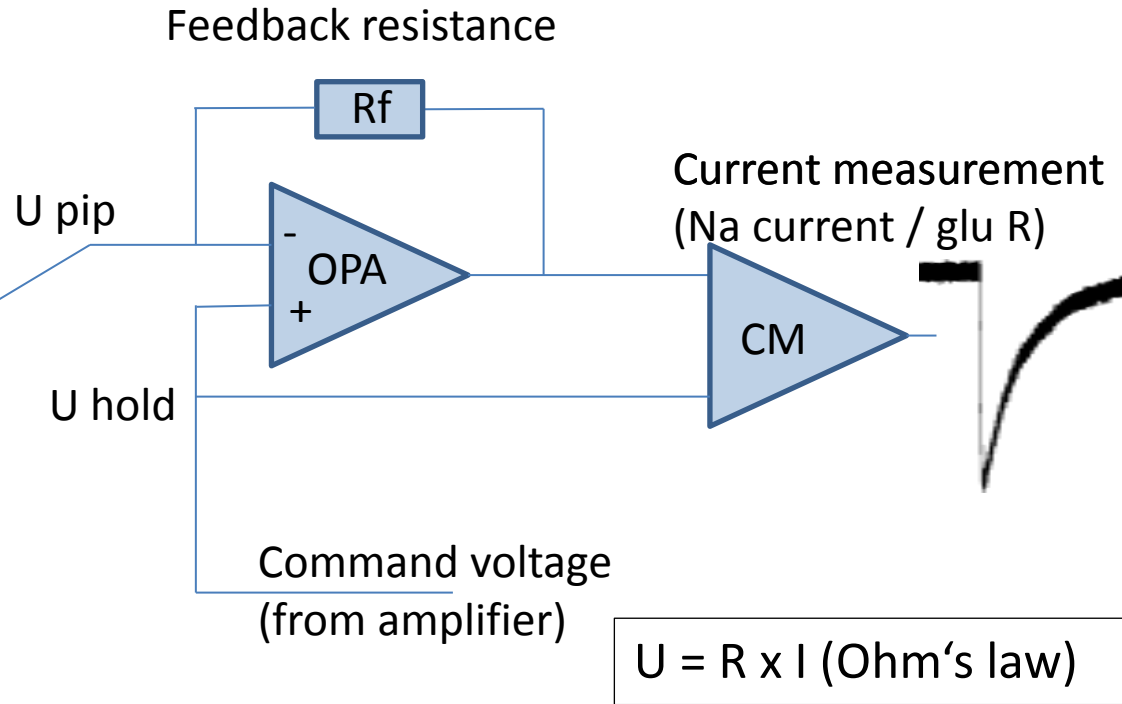 Feedback resistance
Rf
Current measurement
(Na current / glu R)
U pip
-
OPA
+
CM
U hold
Command voltage
(from amplifier)
U = R x I (Ohm‘s law)